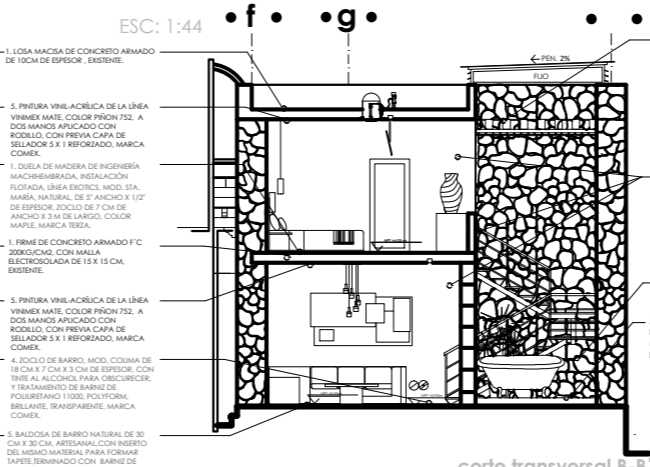 ESC: 1:44
f
g
1. LOSA MACISA DE CONCRETO ARMADO
DE 10CM DE ESPESOR , EXISTENTE.
PEN. 2%
FIJO
5. PINTURA VINIL-ACRÍLICA DE LA LÍNEA
VINIMEX MATE, COLOR PIÑON 752, A
DOS MANOS APLICADO CON
RODILLO, CON PREVIA CAPA DE
SELLADOR 5 X 1 REFORZADO, MARCA
COMEX.
1. DUELA DE MADERA DE INGENIERÍA
MACHIHEMBRADA, INSTALACIÓN
FLOTADA, LÍNEA EXOTICS, MOD. STA.
MARÍA, NATURAL, DE 5" ANCHO X 1/2"
DE ESPESOR, ZOCLO DE 7 CM DE
ANCHO X 3 M DE LARGO, COLOR
MAPLE, MARCA TERZA.
1. FIRME DE CONCRETO ARMADO F´C
200KG/CM2, CON MALLA
ELECTROSOLADA DE 15 X 15 CM,
EXISTENTE.
5. PINTURA VINIL-ACRÍLICA DE LA LÍNEA
VINIMEX MATE, COLOR PIÑON 752, A
DOS MANOS APLICADO CON
RODILLO, CON PREVIA CAPA DE
SELLADOR 5 X 1 REFORZADO, MARCA
COMEX.
4. ZOCLO DE BARRO, MOD. COLIMA DE
18 CM X 7 CM X 3 CM DE ESPESOR, CON
TINTE AL ALCOHOL PARA OBSCURECER,
Y TRATAMIENTO DE BARNIZ DE
POLIURETANO 11000, POLYFORM,
BRILLANTE, TRANSPARENTE, MARCA
COMEX.
5. BALDOSA DE BARRO NATURAL DE 30
CM X 30 CM, ARTESANAL,CON INSERTO
DEL MISMO MATERIAL PARA FORMAR
TAPETE,TERMINADO CON BARNIZ DE
corte transversal B-B'